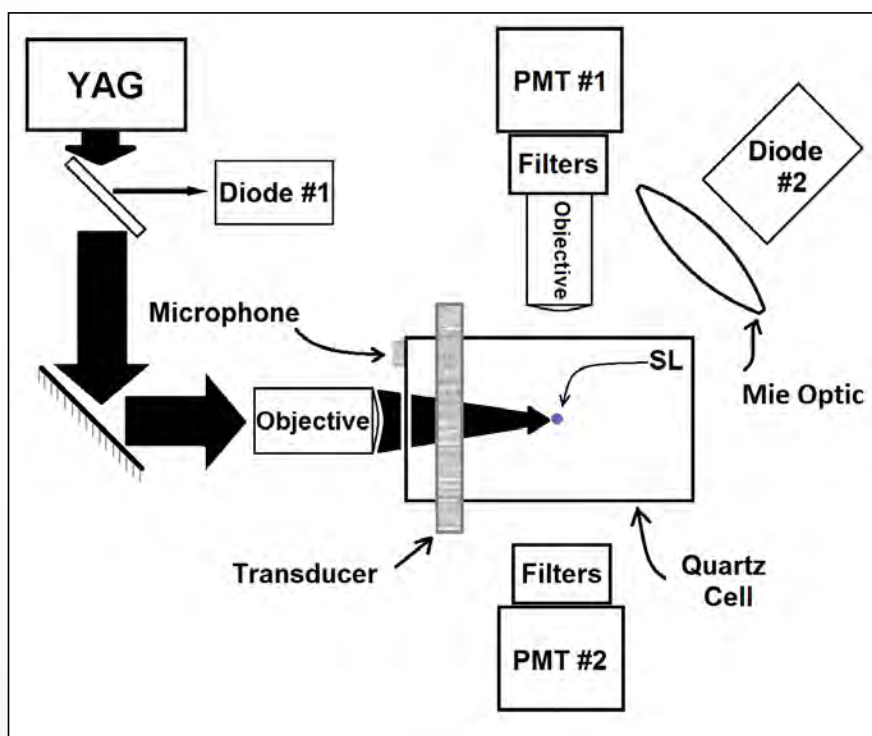 YAG
PMT #1
Filters
Objective
Diode
#2
Diode #1
Microphone
SL
Mie Optic
Objective
Transducer
Filters
Quartz
Cell
PMT #2